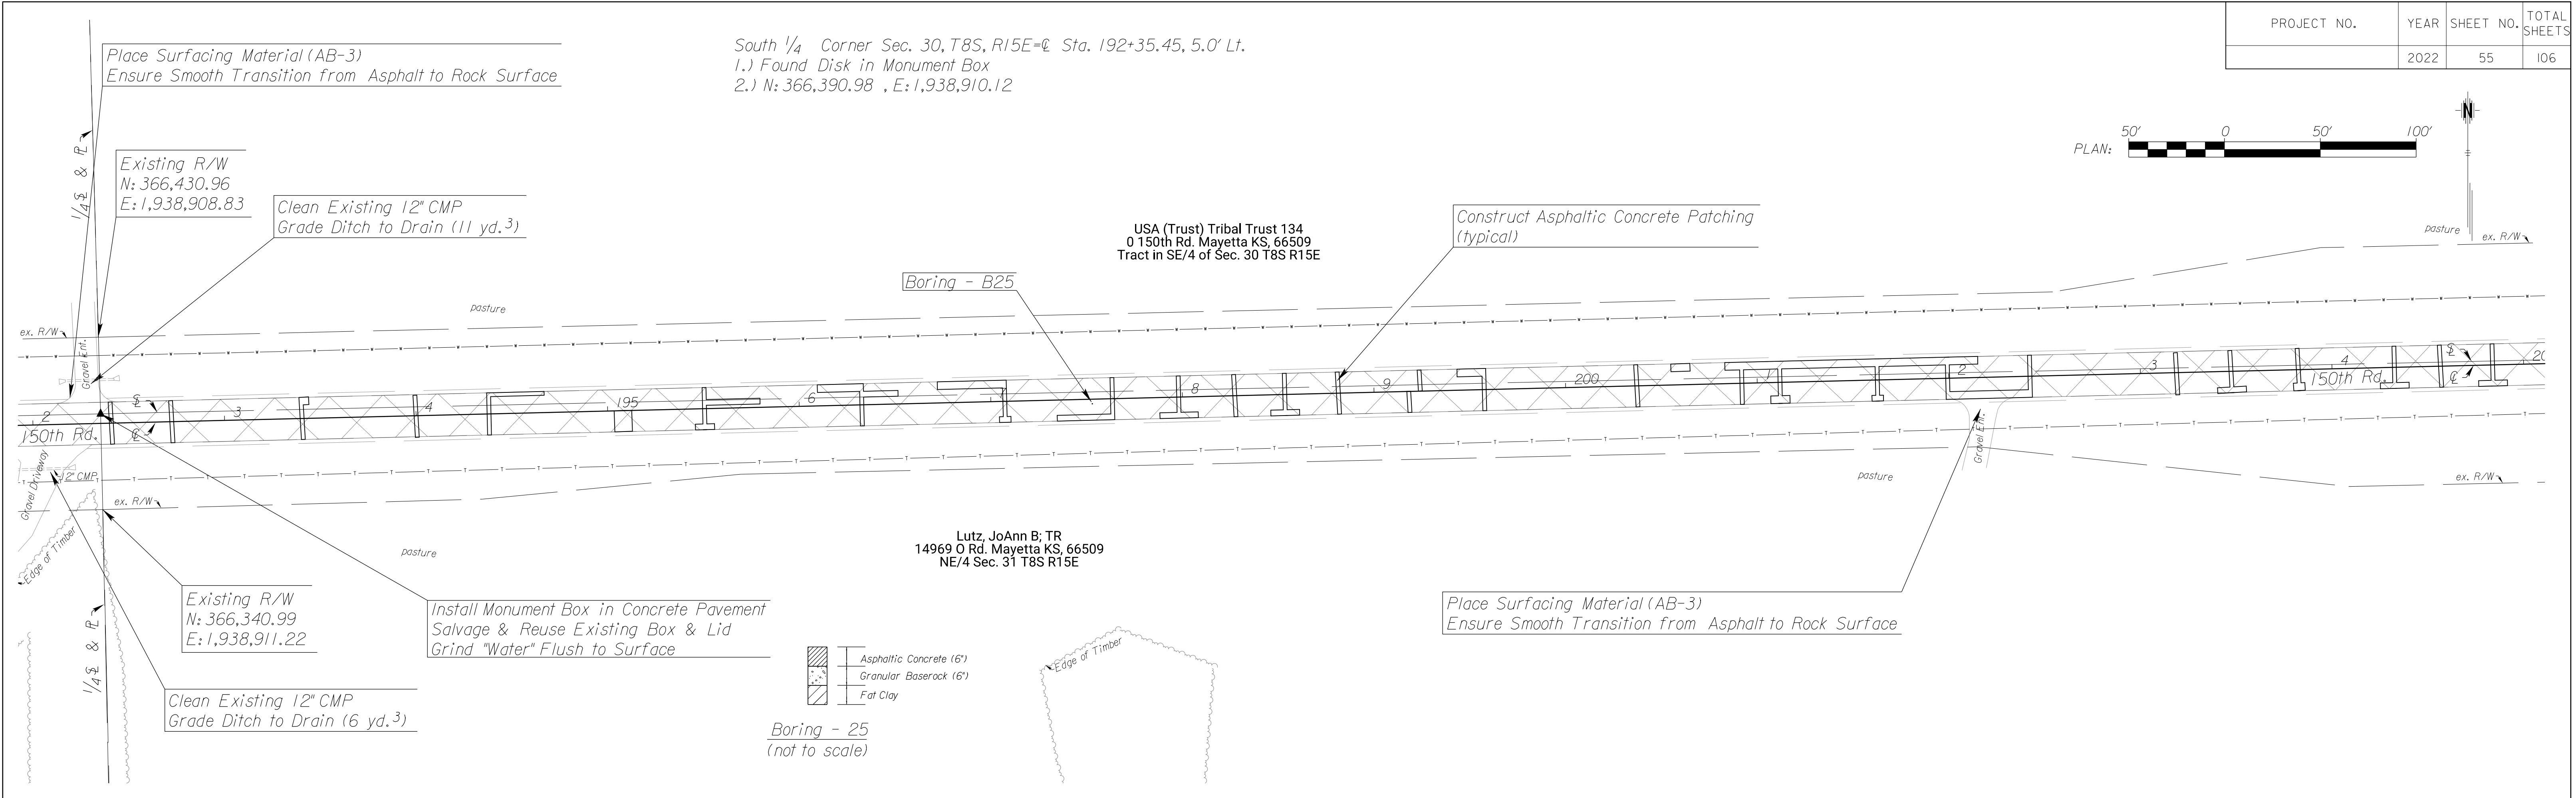 PROJECT NO.
YEAR
SHEET NO.
TOTAL SHEETS
2022
55
106
Place Surfacing Material (AB-3)
Ensure Smooth Transition from Asphalt to Rock Surface
South 1/4 Corner Sec. 30, T8S, R15E=℄ Sta. 192+35.45, 5.0' Lt.
1.) Found Disk in Monument Box
2.) N: 366,390.98 , E: 1,938,910.12
N
PLAN:
50'
0
50'
100'
1/4 ℄ & ℙL
Existing R/W
N: 366,430.96
E: 1,938,908.83
Clean Existing 12" CMP
Grade Ditch to Drain (11 yd.³)
USA (Trust) Tribal Trust 134
0 150th Rd. Mayetta KS, 66509
Tract in SE/4 of Sec. 30 T8S R15E
Construct Asphaltic Concrete Patching
(typical)
Boring - B25
pasture
ex. R/W
pasture
ex. R/W
Gravel Ent.
2
3
4
195
6
7
8
9
200
1
2
3
4
20
℄
℄
℄
℄
150th Rd.
150th Rd.
Gravel Driveway
12" CMP
ex. R/W
Edge of Timber
pasture
Gravel Ent.
pasture
ex. R/W
Lutz, JoAnn B; TR
14969 O Rd. Mayetta KS, 66509
NE/4 Sec. 31 T8S R15E
Existing R/W
N: 366,340.99
E: 1,938,911.22
Install Monument Box in Concrete Pavement
Salvage & Reuse Existing Box & Lid
Grind "Water" Flush to Surface
Place Surfacing Material (AB-3)
Ensure Smooth Transition from Asphalt to Rock Surface
1/4 ℄ & ℙL
Clean Existing 12" CMP
Grade Ditch to Drain (6 yd.³)
Asphaltic Concrete (6")
Granular Baserock (6")
Fat Clay
Boring - 25
(not to scale)
Edge of Timber